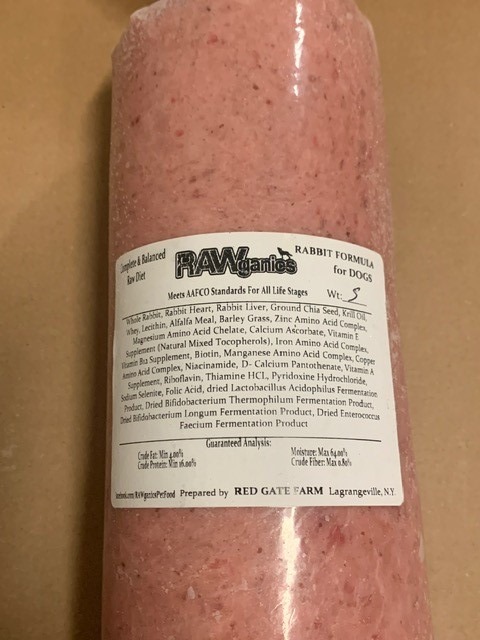 Complete & Balanced
Raw Diet
RAWganics
RABBIT FORMULA
for DOGS
Meets AAFCO Standards For All Life Stages
Wt: 5
Whole Rabbit, Rabbit Heart, Rabbit Liver, Ground Chia Seed, Krill Oil,
Whey, Lecithin, Alfalfa Meal, Barley Grass, Zinc Amino Acid Complex,
Magnesium Amino Acid Chelate, Calcium Ascorbate, Vitamin E
Supplement (Natural Mixed Tocopherols), Iron Amino Acid Complex,
Vitamin B12 Supplement, Biotin, Manganese Amino Acid Complex, Copper
Amino Acid Complex, Niacinamide, D- Calcium Pantothenate, Vitamin A
Supplement, Riboflavin, Thiamine HCL, Pyridoxine Hydrochloride,
Sodium Selenite, Folic Acid, dried Lactobacillus Acidophilus Fermentation
Product, Dried Bifidobacterium Thermophilum Fermentation Product,
Dried Bifidobacterium Longum Fermentation Product, Dried Enterococcus
Faecium Fermentation Product
Guaranteed Analysis:
Crude Fat: Min 4.00%
Crude Protein: Min 16.00%
Moisture: Max 64.00%
Crude Fiber: Max 0.80%
facebook.com/RAWganicsPetFood Prepared by RED GATE FARM Lagrangeville, N.Y.